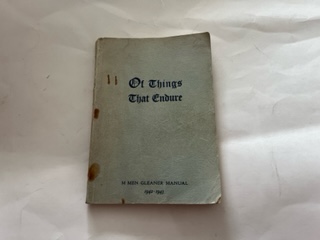 Of Things
That Endure
M MEN GLEANER MANUAL